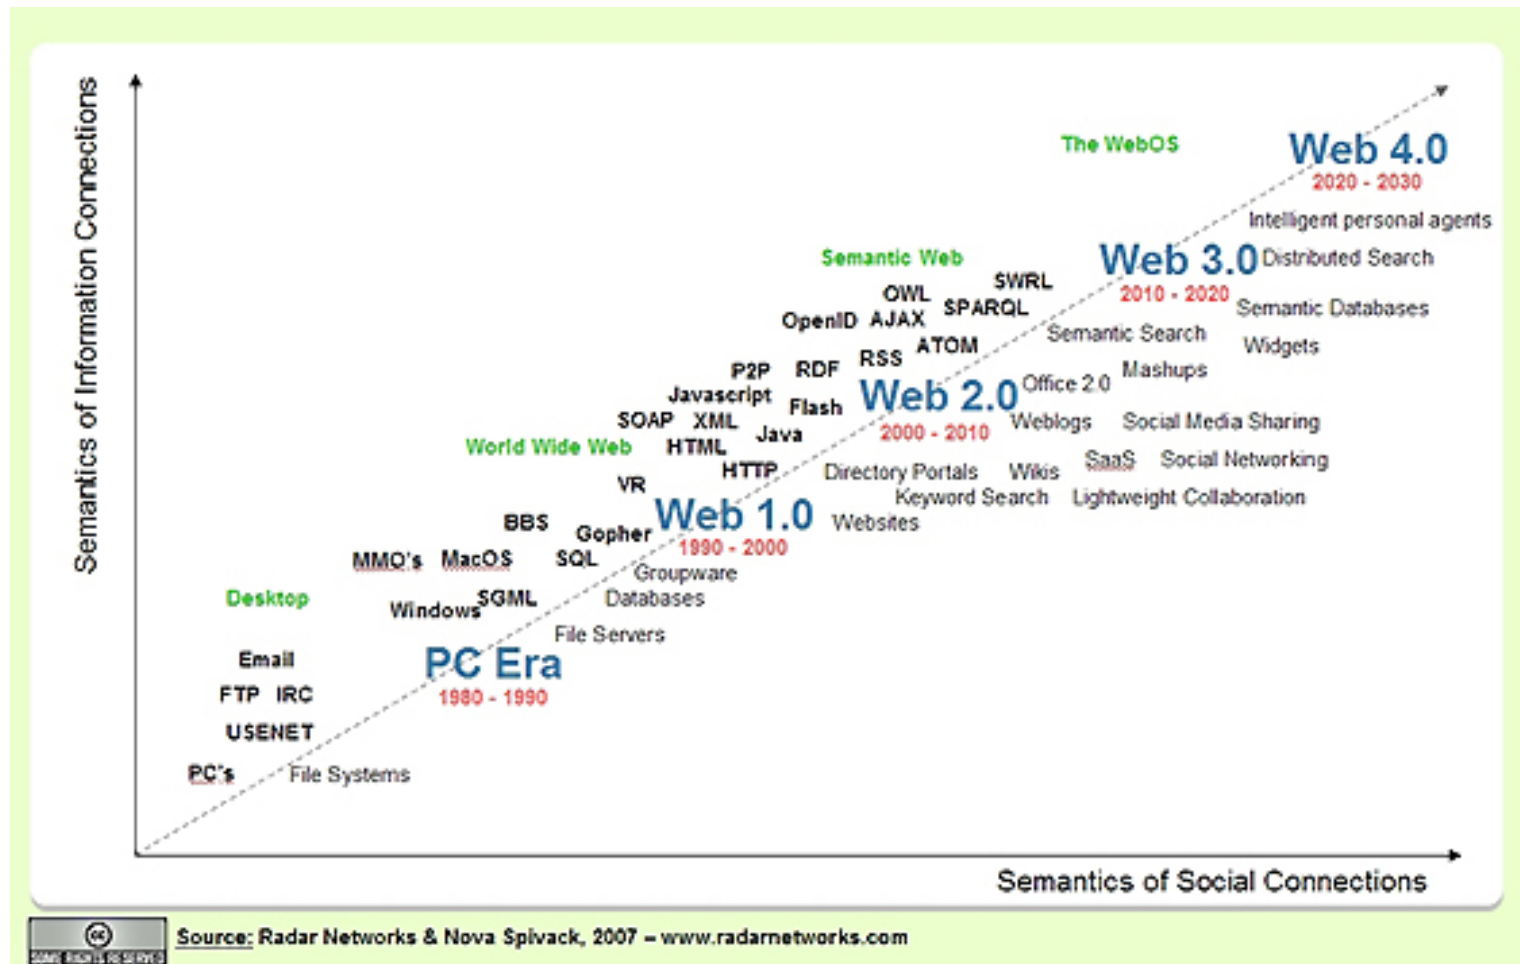 Semantics of Information Connections
The WebOS
Web 4.0
2020 - 2030
Intelligent personal agents
Semantic Web
Web 3.0
Distributed Search
2010 - 2020
SWRL
OWL
SPARQL
Semantic Databases
OpenID
AJAX
Semantic Search
Widgets
ATOM
RSS
P2P
RDF
Mashups
Office 2.0
Web 2.0
2000 - 2010
Javascript
Flash
Weblogs
Social Media Sharing
SOAP
XML
Java
World Wide Web
HTML
SaaS
Social Networking
HTTP
Directory Portals
Wikis
VR
Keyword Search
Lightweight Collaboration
Web 1.0
1990 - 2000
Websites
BBS
Gopher
MMO's
MacOS
SQL
Groupware
Desktop
Windows
SGML
Databases
File Servers
Email
PC Era
1980 - 1990
FTP
IRC
USENET
PC's
File Systems
Semantics of Social Connections
cc
SOME RIGHTS RESERVED
Source: Radar Networks & Nova Spivack, 2007 – www.radarnetworks.com